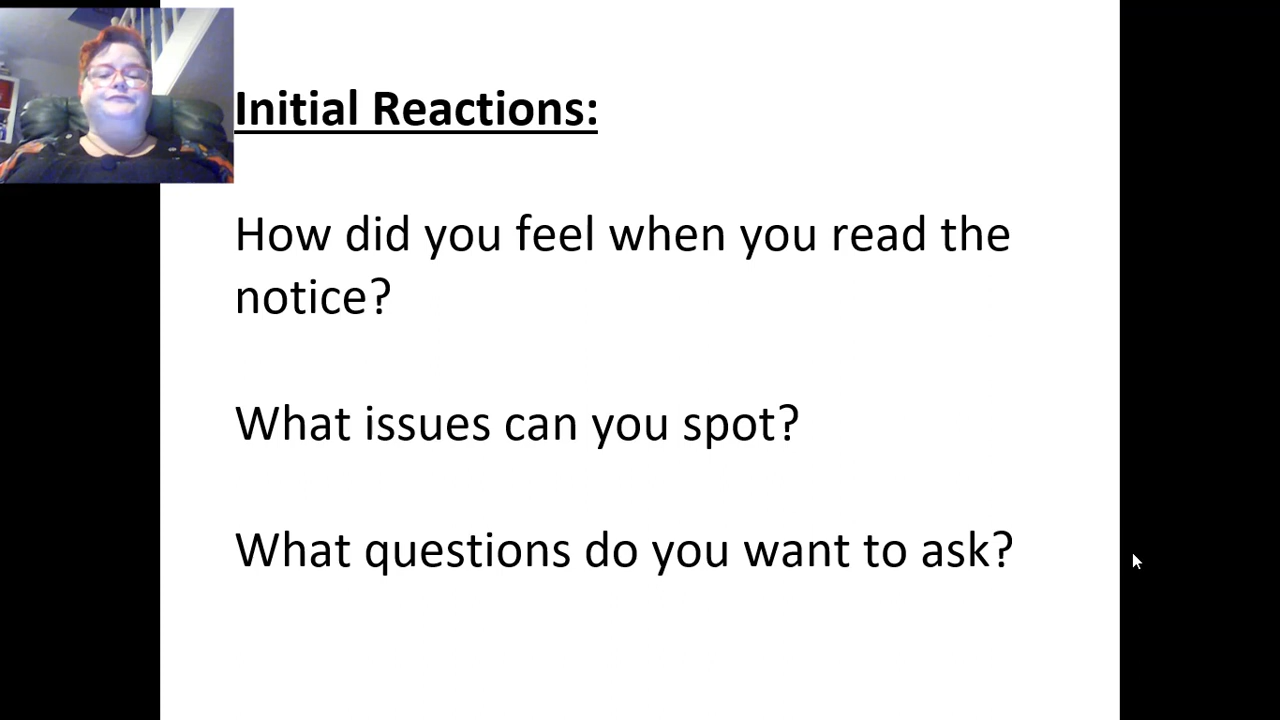 Initial Reactions:
How did you feel when you read the
notice?
What issues can you spot?
What questions do you want to ask?